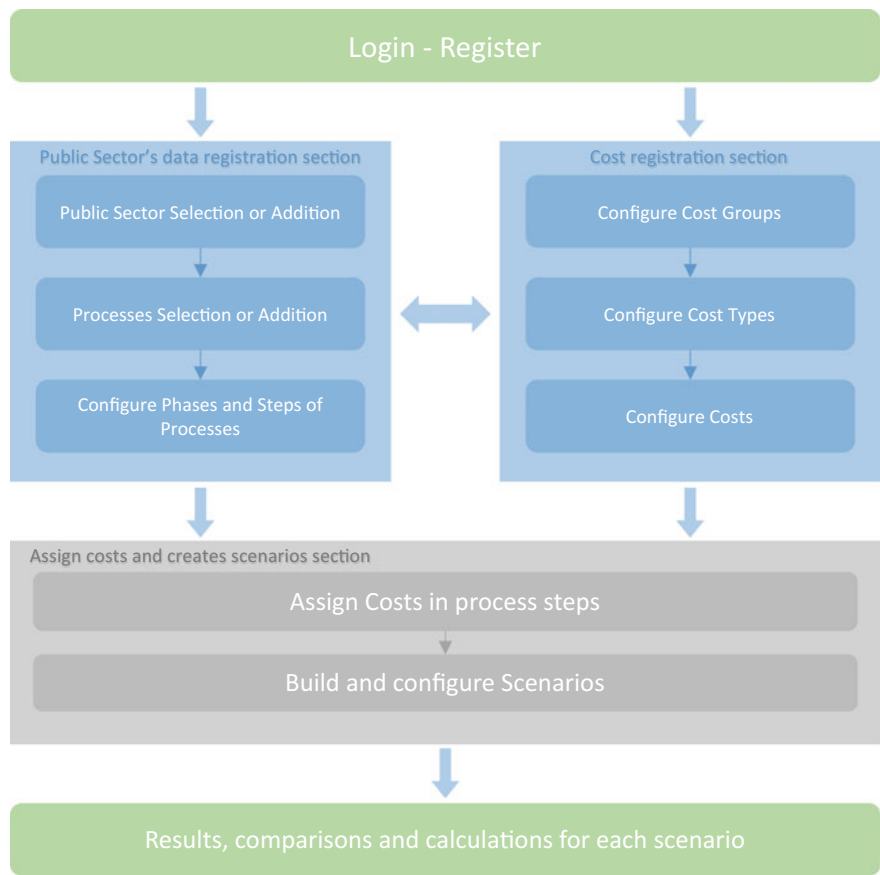 Login - Register
Public Sector's data registration section
Public Sector Selection or Addition
Processes Selection or Addition
Configure Phases and Steps of
Processes
Cost registration section
Configure Cost Groups
Configure Cost Types
Configure Costs
Assign costs and creates scenarios section
Assign Costs in process steps
Build and configure Scenarios
Results, comparisons and calculations for each scenario